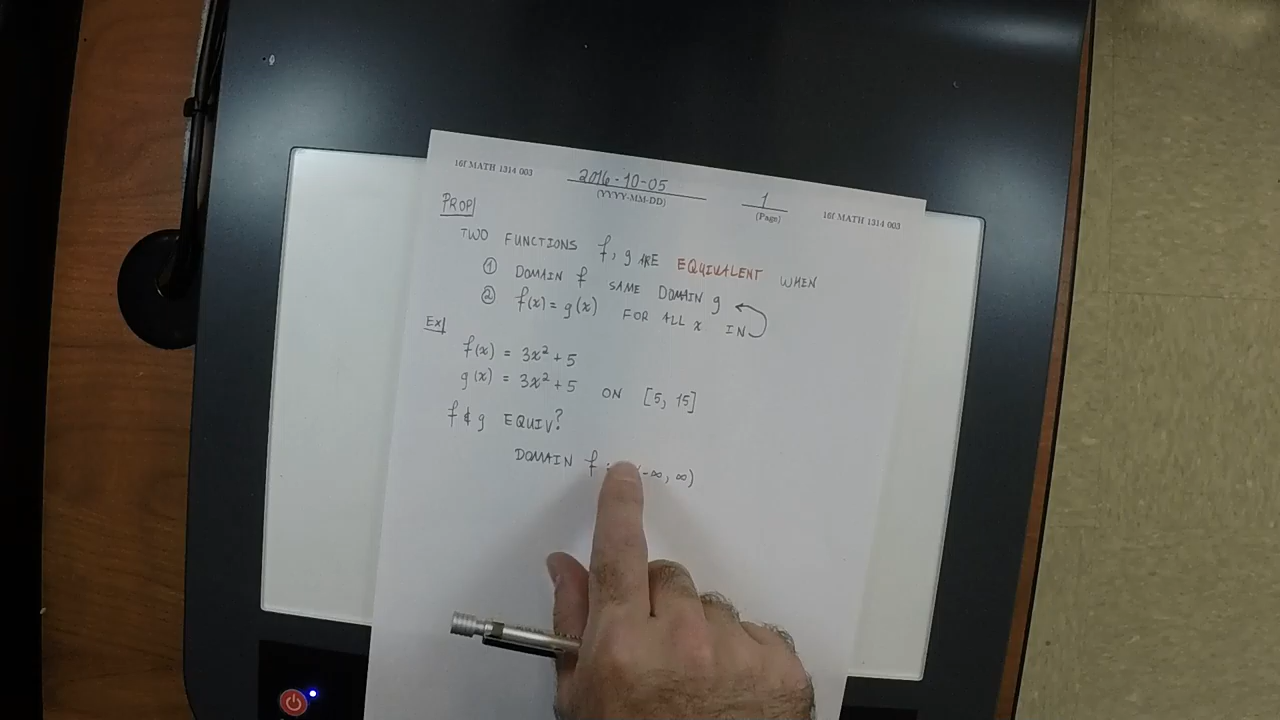 16f MATH 1314 003 2016-10-05 1 16f MATH 1314 003
(YYYY-MM-DD) (Page)
PROP
TWO FUNCTIONS f, g ARE EQUIVALENT WHEN
① DOMAIN f SAME DOMAIN g
② f(x) = g(x) FOR ALL x IN
EX
f(x) = 3x² + 5
g(x) = 3x² + 5 ON [5, 15]
f & g EQUIV?
DOMAIN f : (-∞, ∞)